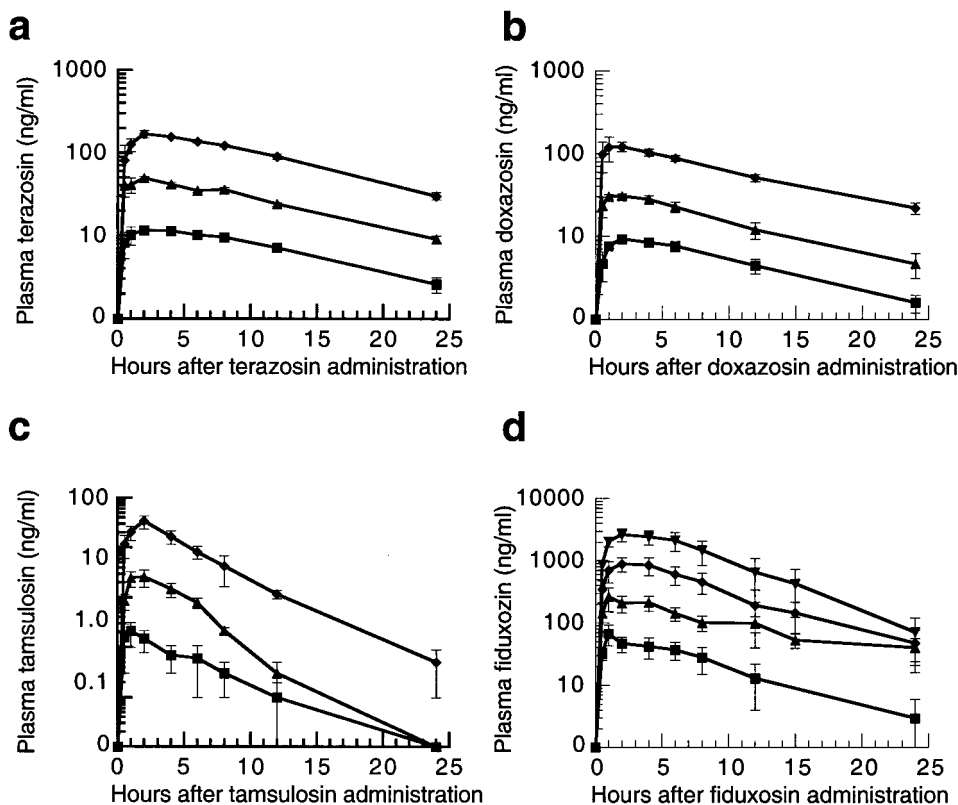 a
Plasma terazosin (ng/ml)
1000
100
10
0
0 5 10 15 20 25
Hours after terazosin administration
b
Plasma doxazosin (ng/ml)
1000
100
10
0
0 5 10 15 20 25
Hours after doxazosin administration
c
Plasma tamsulosin (ng/ml)
100
10
1.0
0.1
0
0 5 10 15 20 25
Hours after tamsulosin administration
d
Plasma fiduxozin (ng/ml)
10000
1000
100
10
0
0 5 10 15 20 25
Hours after fiduxosin administration